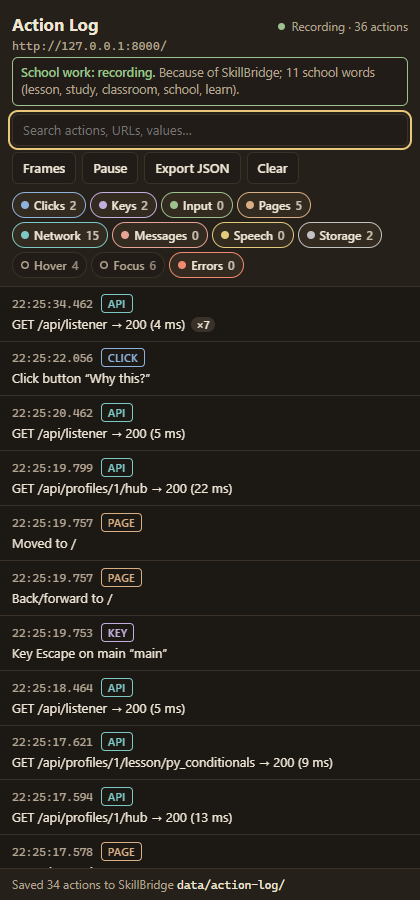 Action Log
Recording · 36 actions
http://127.0.0.1:8000/
School work: recording. Because of SkillBridge; 11 school words
(lesson, study, classroom, school, learn).
Search actions, URLs, values...
Frames Pause Export JSON Clear
Clicks 2 Keys 2 Input 0 Pages 5
Network 15 Messages 0 Speech 0 Storage 2
Hover 4 Focus 6 Errors 0
22:25:34.462 API
GET /api/listener → 200 (4 ms) ×7
22:25:22.056 CLICK
Click button “Why this?”
22:25:20.462 API
GET /api/listener → 200 (5 ms)
22:25:19.799 API
GET /api/profiles/1/hub → 200 (22 ms)
22:25:19.757 PAGE
Moved to /
22:25:19.757 PAGE
Back/forward to /
22:25:19.753 KEY
Key Escape on main “main”
22:25:18.464 API
GET /api/listener → 200 (5 ms)
22:25:17.621 API
GET /api/profiles/1/lesson/py_conditionals → 200 (9 ms)
22:25:17.594 API
GET /api/profiles/1/hub → 200 (13 ms)
22:25:17.578 PAGE
Saved 34 actions to SkillBridge data/action-log/